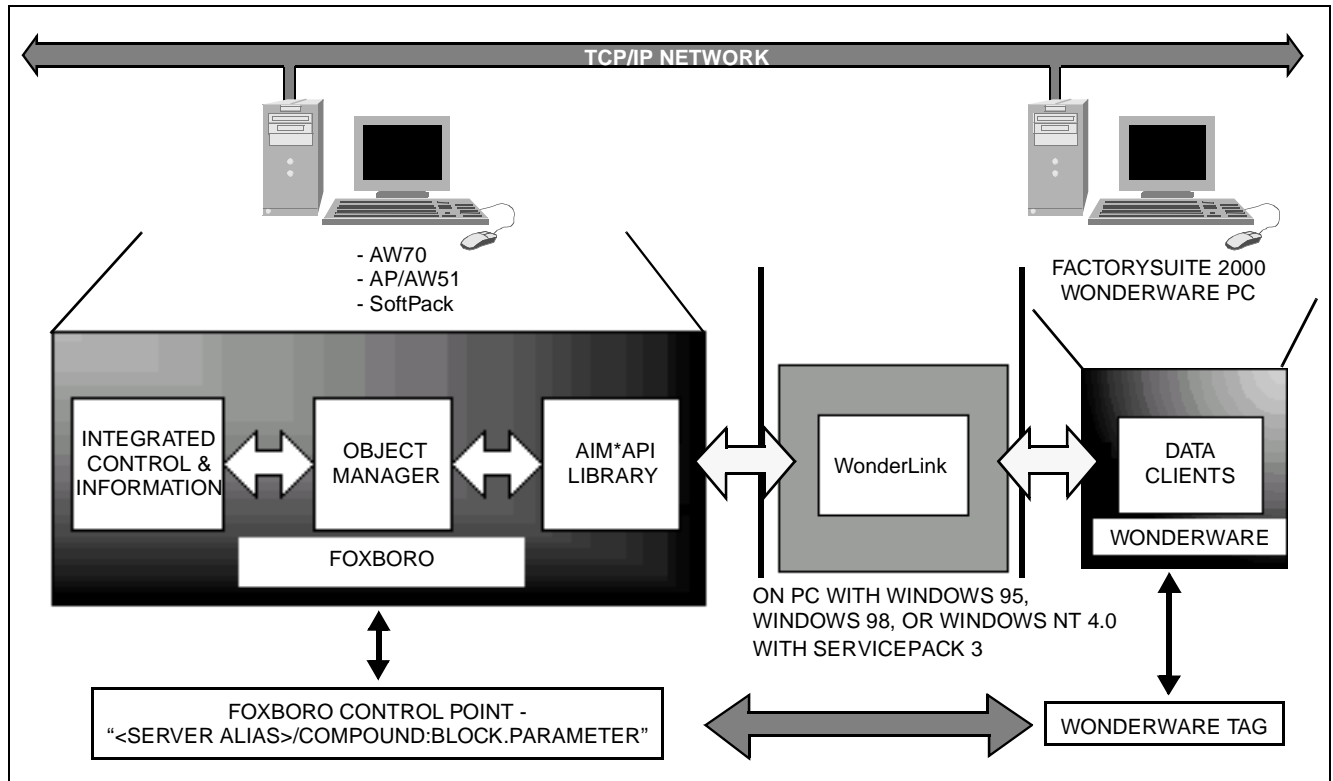 TCP/IP NETWORK
- AW70
- AP/AW51
- SoftPack
FACTORYSUITE 2000
WONDERWARE PC
INTEGRATED
CONTROL &
INFORMATION
OBJECT
MANAGER
AIM*API
LIBRARY
FOXBORO
WonderLink
DATA
CLIENTS
WONDERWARE
ON PC WITH WINDOWS 95,
WINDOWS 98, OR WINDOWS NT 4.0
WITH SERVICEPACK 3
FOXBORO CONTROL POINT -
“<SERVER ALIAS>/COMPOUND:BLOCK.PARAMETER”
WONDERWARE TAG